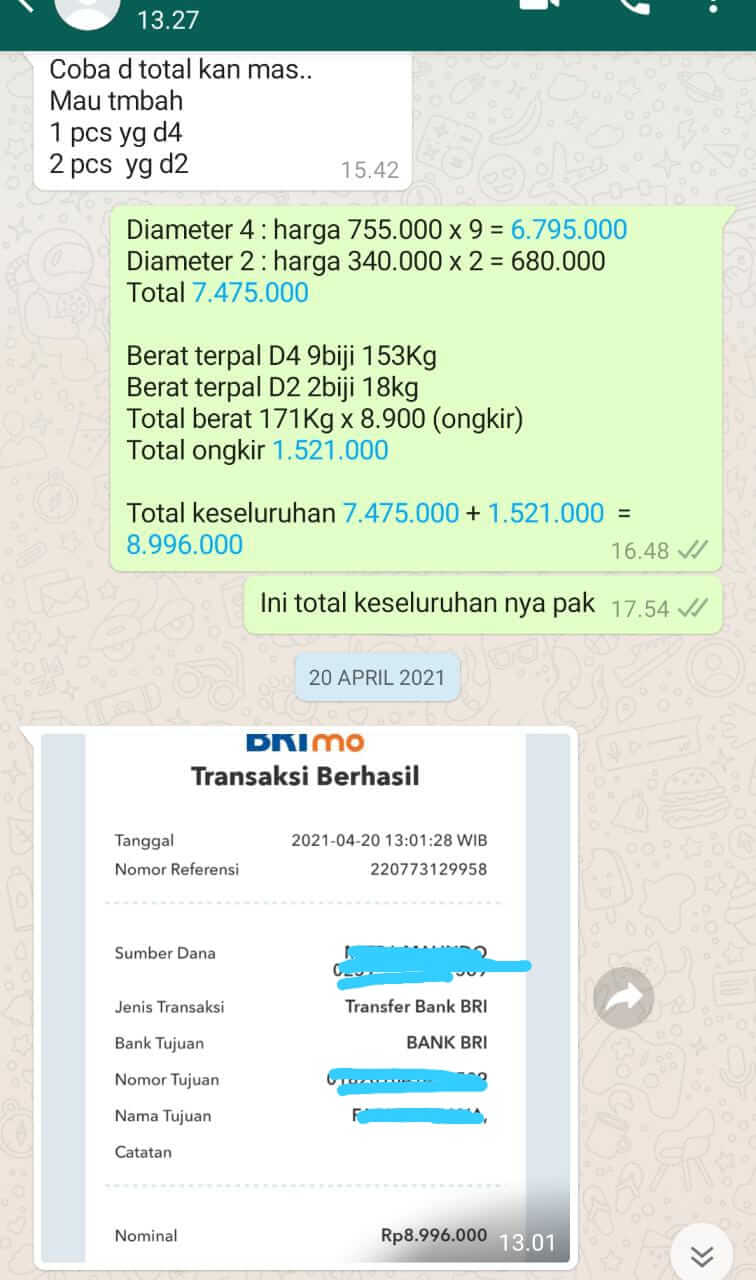 13.27
Coba d total kan mas..
Mau tmbah
1 pcs yg d4
2 pcs yg d2
15.42
Diameter 4 : harga 755.000 x 9 = 6.795.000
Diameter 2 : harga 340.000 x 2 = 680.000
Total 7.475.000
Berat terpal D4 9biji 153Kg
Berat terpal D2 2biji 18kg
Total berat 171Kg x 8.900 (ongkir)
Total ongkir 1.521.000
Total keseluruhan 7.475.000 + 1.521.000 =
8.996.000
16.48
Ini total keseluruhan nya pak 17.54
20 APRIL 2021
BRImo
Transaksi Berhasil
Tanggal 2021-04-20 13:01:28 WIB
Nomor Referensi 220773129958
Sumber Dana
Jenis Transaksi Transfer Bank BRI
Bank Tujuan BANK BRI
Nomor Tujuan
Nama Tujuan
Catatan
Nominal Rp8.996.000
13.01